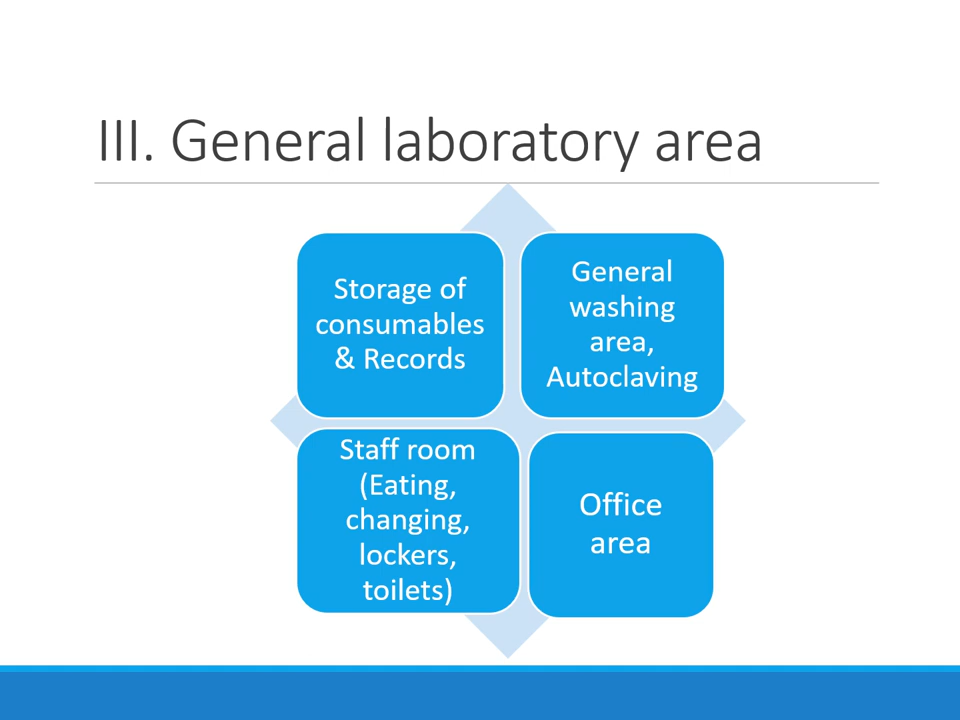 III. General laboratory area
Storage of
consumables
& Records
General
washing
area,
Autoclaving
Staff room
(Eating,
changing,
lockers,
toilets)
Office
area